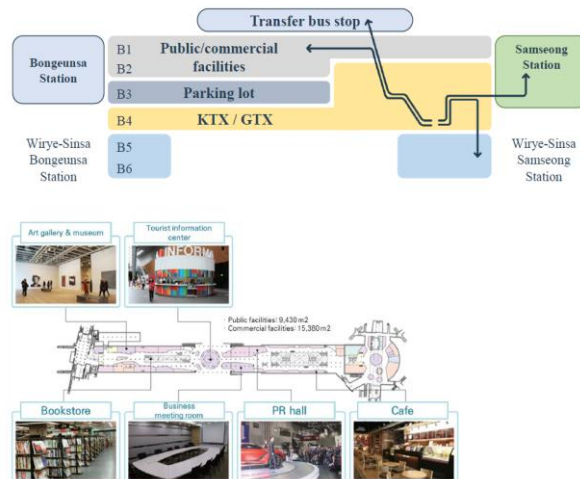 Transfer bus stop
Bongeunsa
Station
B1
Public/commercial
facilities
B2
B3
Parking lot
B4
KTX / GTX
B5
B6
Samseong
Station
Wirye-Sinsa
Bongeunsa
Station
Wirye-Sinsa
Samseong
Station
Art gallery & museum
Tourist information
center
INFORM
· Public facilities: 9,430 m2
· Commercial facilities: 15,380 m2
Bookstore
Business
meeting room
PR hall
Cafe